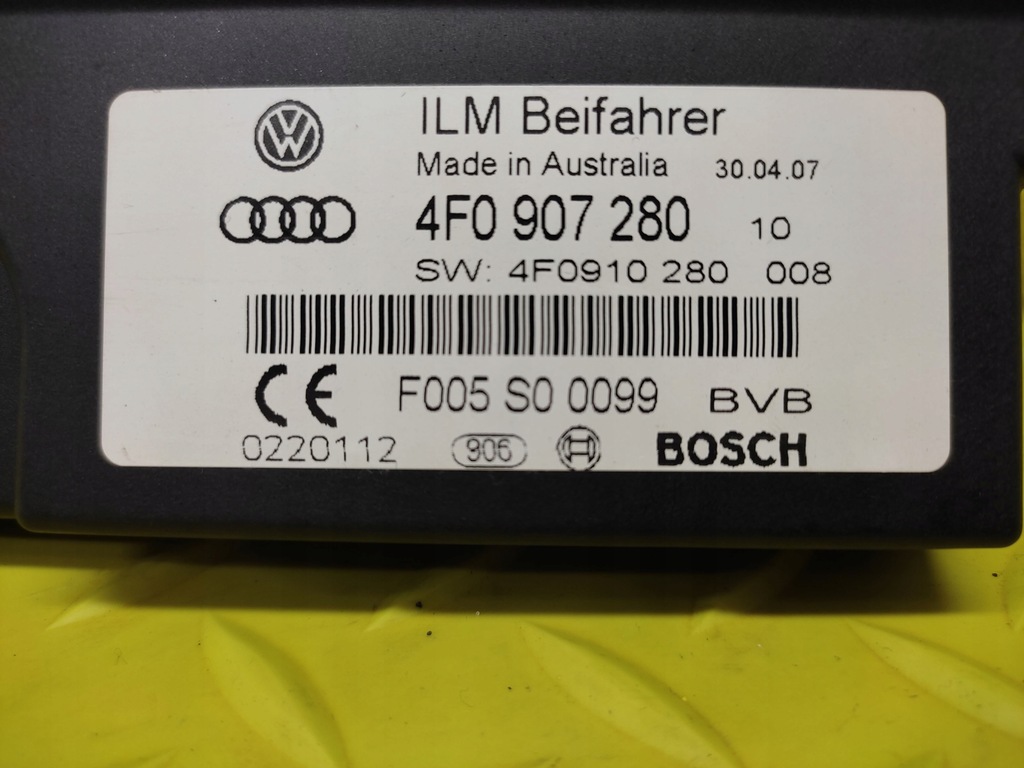 ILM Beifahrer
Made in Australia 30.04.07
4F0 907 280 10
SW: 4F0910 280 008
F005 S0 0099 BVB
0220112 906 BOSCH